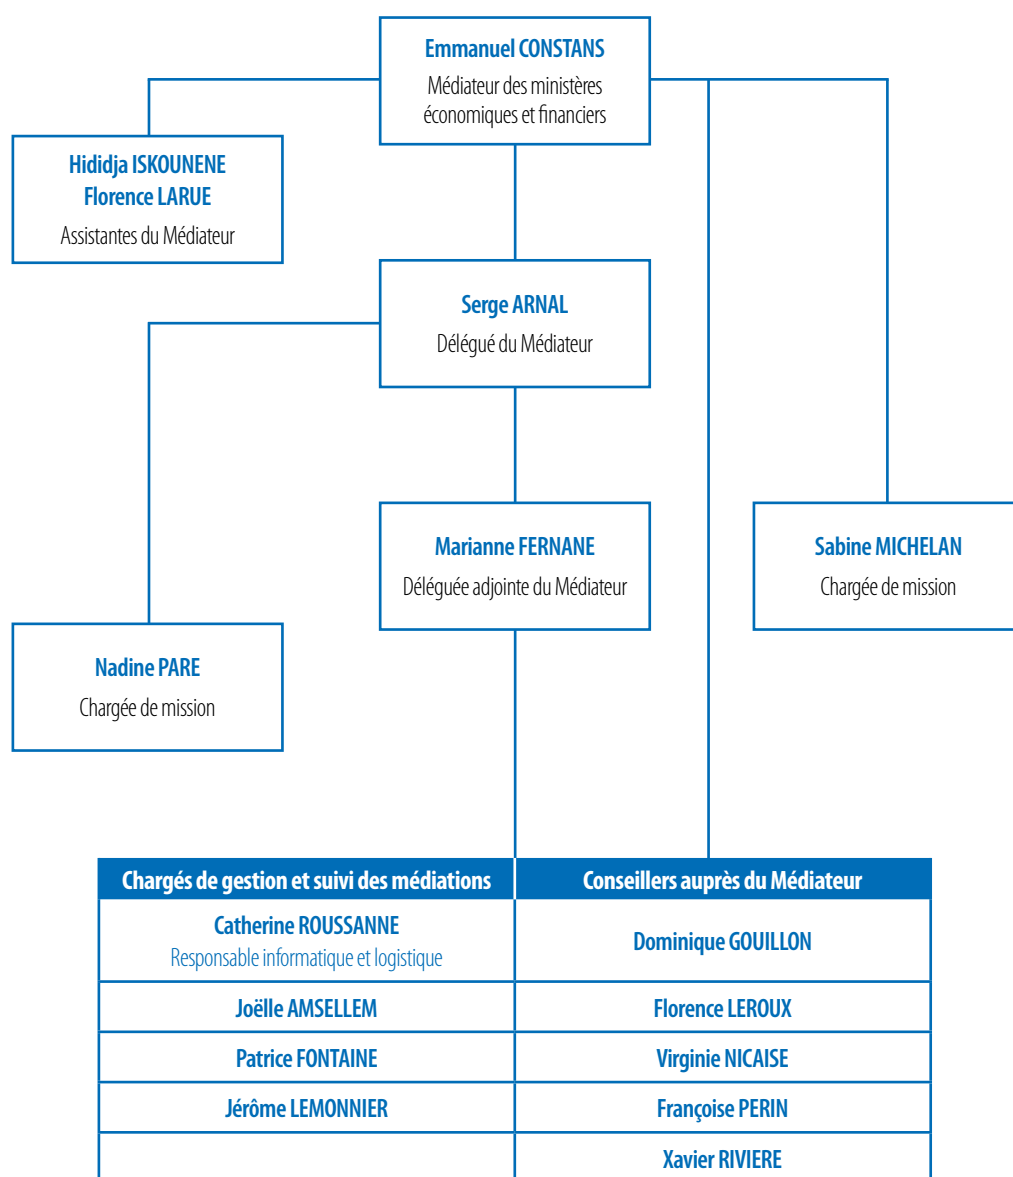 Emmanuel CONSTANS
Médiateur des ministères
économiques et financiers
Hididja ISKOUNENE
Florence LARUE
Assistantes du Médiateur
Serge ARNAL
Délégué du Médiateur
Marianne FERNANE
Déléguée adjointe du Médiateur
Sabine MICHELAN
Chargée de mission
Nadine PARE
Chargée de mission
Chargés de gestion et suivi des médiations
Conseillers auprès du Médiateur
Catherine ROUSSANNE
Responsable informatique et logistique
Dominique GOUILLON
Joëlle AMSELLEM
Florence LEROUX
Patrice FONTAINE
Virginie NICAISE
Jérôme LEMONNIER
Françoise PERIN
Xavier RIVIERE